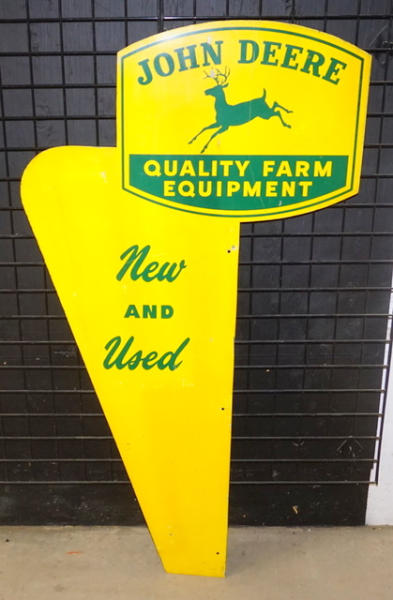 JOHN DEERE
QUALITY FARM
EQUIPMENT
New
AND
Used